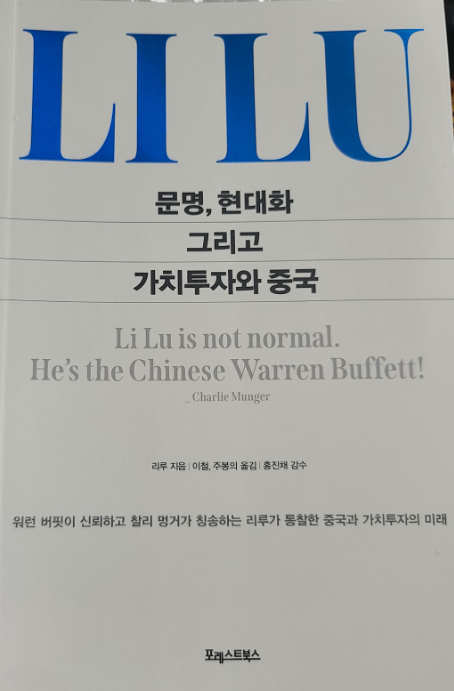 LI LU
문명, 현대화
그리고
가치투자와 중국
Li Lu is not normal.
He's the Chinese Warren Buffett!
_ Charlie Munger
리루 지음 | 이철, 주봉의 옮김 | 홍진채 감수
워런 버핏이 신뢰하고 찰리 멍거가 칭송하는 리루가 통찰한 중국과 가치투자의 미래
포레스트북스